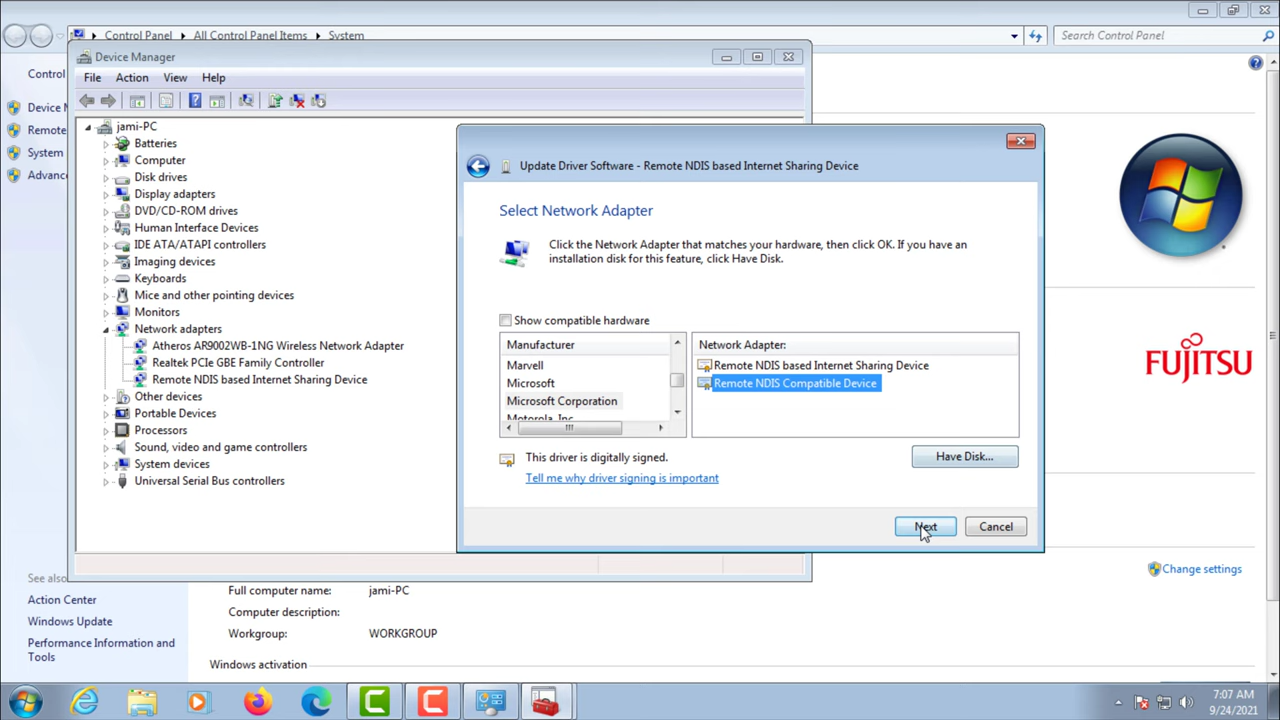 Control Panel
All Control Panel Items
System
Search Control Panel
Control
Device M
Remote
System
Advanc
Device Manager
File Action View Help
jami-PC
Batteries
Computer
Disk drives
Display adapters
DVD/CD-ROM drives
Human Interface Devices
IDE ATA/ATAPI controllers
Imaging devices
Keyboards
Mice and other pointing devices
Monitors
Network adapters
Atheros AR9002WB-1NG Wireless Network Adapter
Realtek PCIe GBE Family Controller
Remote NDIS based Internet Sharing Device
Other devices
Portable Devices
Processors
Sound, video and game controllers
System devices
Universal Serial Bus controllers
Update Driver Software - Remote NDIS based Internet Sharing Device
Select Network Adapter
Click the Network Adapter that matches your hardware, then click OK. If you have an
installation disk for this feature, click Have Disk.
Show compatible hardware
Manufacturer
Marvell
Microsoft
Microsoft Corporation
Motorola, Inc.
Network Adapter:
Remote NDIS based Internet Sharing Device
Remote NDIS Compatible Device
This driver is digitally signed.
Tell me why driver signing is important
Have Disk...
Next
Cancel
FUJITSU
See also
Action Center
Windows Update
Performance Information and
Tools
Full computer name: jami-PC
Computer description:
Workgroup: WORKGROUP
Windows activation
Change settings
7:07 AM
9/24/2021